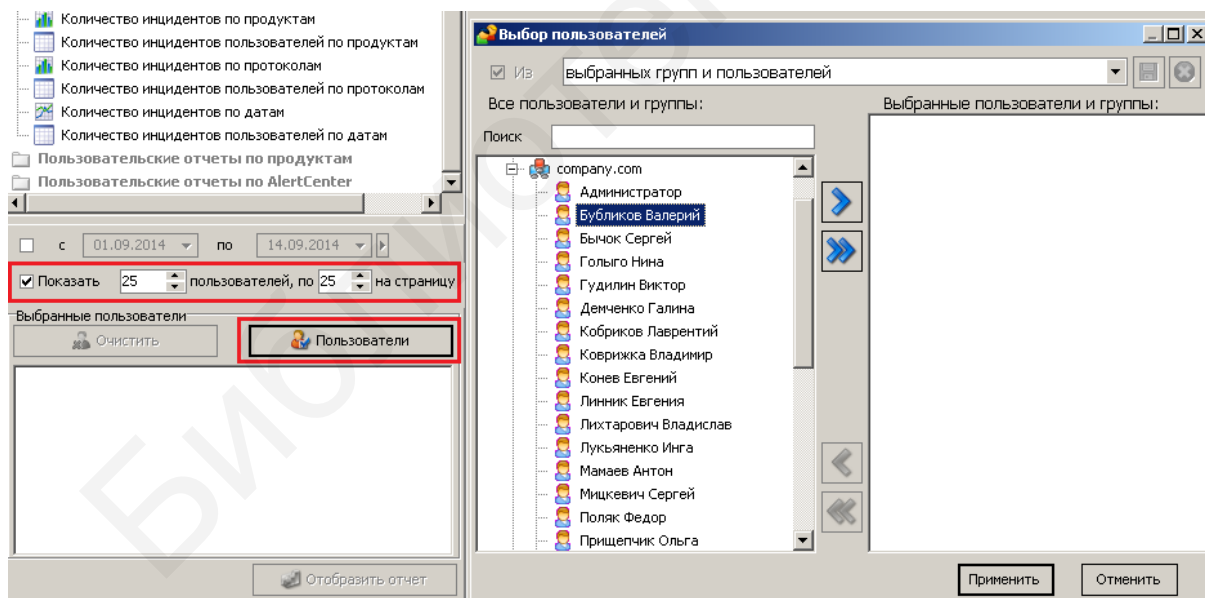 Количество инцидентов по продуктам
Количество инцидентов пользователей по продуктам
Количество инцидентов по протоколам
Количество инцидентов пользователей по протоколам
Количество инцидентов по датам
Количество инцидентов пользователей по датам
Пользовательские отчеты по продуктам
Пользовательские отчеты по AlertCenter
с 01.09.2014 по 14.09.2014
Показать 25 пользователей, по 25 на страницу
Выбранные пользователи
Очистить Пользователи
Отобразить отчет
Выбор пользователей
Из выбранных групп и пользователей
Все пользователи и группы: Выбранные пользователи и группы:
Поиск
company.com
Администратор
Бубликов Валерий
Бычок Сергей
Голыго Нина
Гудилин Виктор
Демченко Галина
Кобриков Лаврентий
Коврижка Владимир
Конев Евгений
Линник Евгения
Лихтарович Владислав
Лукьяненко Инга
Мамаев Антон
Мицкевич Сергей
Поляк Федор
Прищепчик Ольга
Применить Отменить
Библиоте